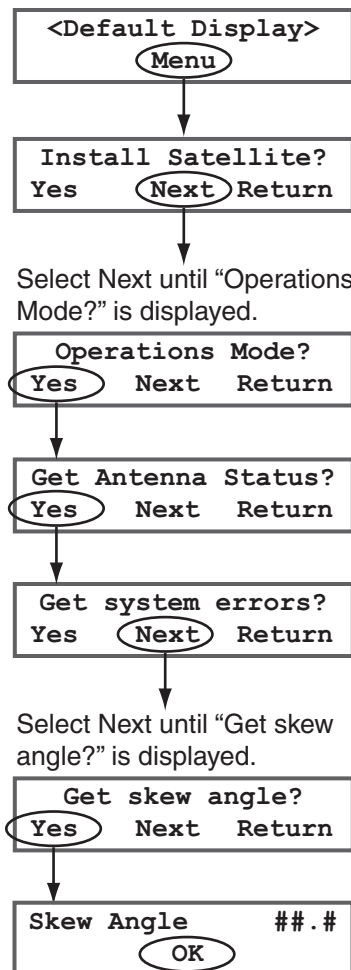 <Default Display>
Menu
Install Satellite?
Yes Next Return
Select Next until “Operations
Mode?” is displayed.
Operations Mode?
Yes Next Return
Get Antenna Status?
Yes Next Return
Get system errors?
Yes Next Return
Select Next until “Get skew
angle?” is displayed.
Get skew angle?
Yes Next Return
Skew Angle ##.#
OK